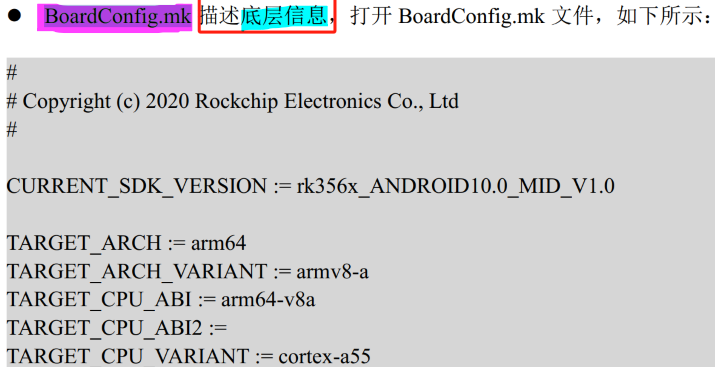 ● BoardConfig.mk 描述底层信息，打开 BoardConfig.mk 文件，如下所示：
#
# Copyright (c) 2020 Rockchip Electronics Co., Ltd
#
CURRENT_SDK_VERSION := rk356x_ANDROID10.0_MID_V1.0
TARGET_ARCH := arm64
TARGET_ARCH_VARIANT := armv8-a
TARGET_CPU_ABI := arm64-v8a
TARGET_CPU_ABI2 :=
TARGET_CPU_VARIANT := cortex-a55